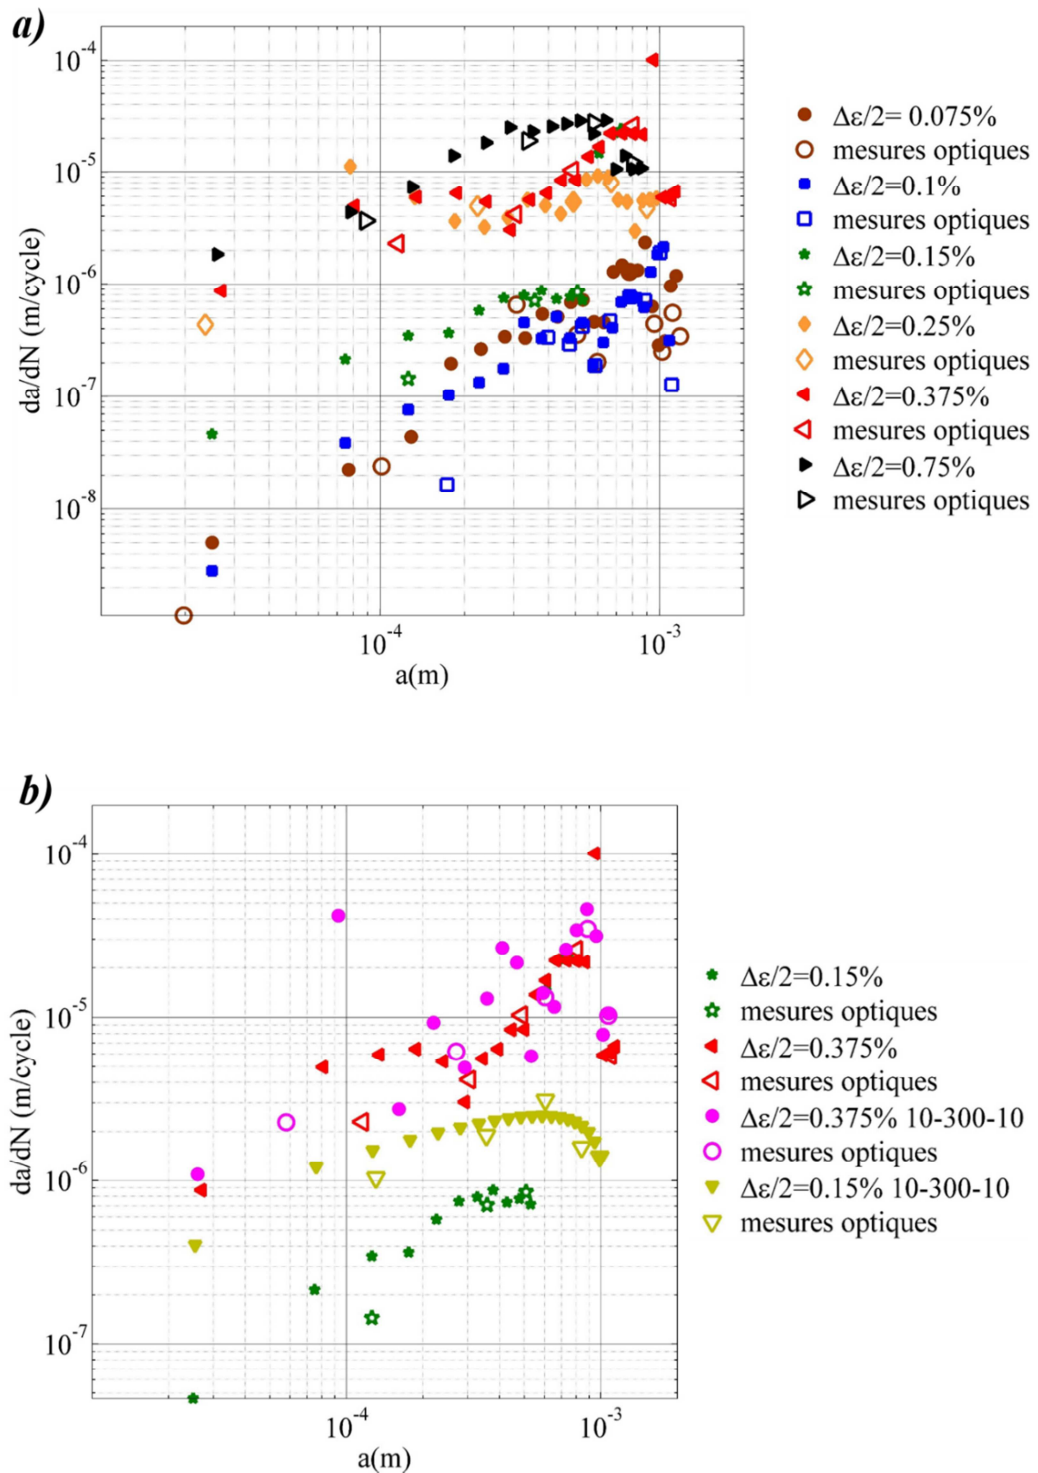 a)
10⁻⁴
10⁻⁵
10⁻⁶
10⁻⁷
10⁻⁸
da/dN (m/cycle)
10⁻⁴
10⁻³
a(m)
Δε/2= 0.075%
mesures optiques
Δε/2=0.1%
mesures optiques
Δε/2=0.15%
mesures optiques
Δε/2=0.25%
mesures optiques
Δε/2=0.375%
mesures optiques
Δε/2=0.75%
mesures optiques
b)
10⁻⁴
10⁻⁵
10⁻⁶
10⁻⁷
da/dN (m/cycle)
10⁻⁴
10⁻³
a(m)
Δε/2=0.15%
mesures optiques
Δε/2=0.375%
mesures optiques
Δε/2=0.375% 10-300-10
mesures optiques
Δε/2=0.15% 10-300-10
mesures optiques